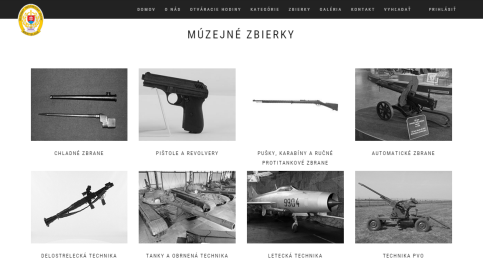 DOMOV O NÁS OTVÁRACIE HODINY KATEGÓRIE ZBIERKY GALÉRIA KONTAKT VYHĽADAŤ PRIHLÁSIŤ
MÚZEJNÉ ZBIERKY
CHLADNÉ ZBRANE
PIŠTOLE A REVOLVERY
PUŠKY, KARABÍNY A RUČNÉ
PROTITANKOVÉ ZBRANE
AUTOMATICKÉ ZBRANE
9304
DELOSTRELECKÁ TECHNIKA
TANKY A OBRNENÁ TECHNIKA
LETECKÁ TECHNIKA
TECHNIKA PVO